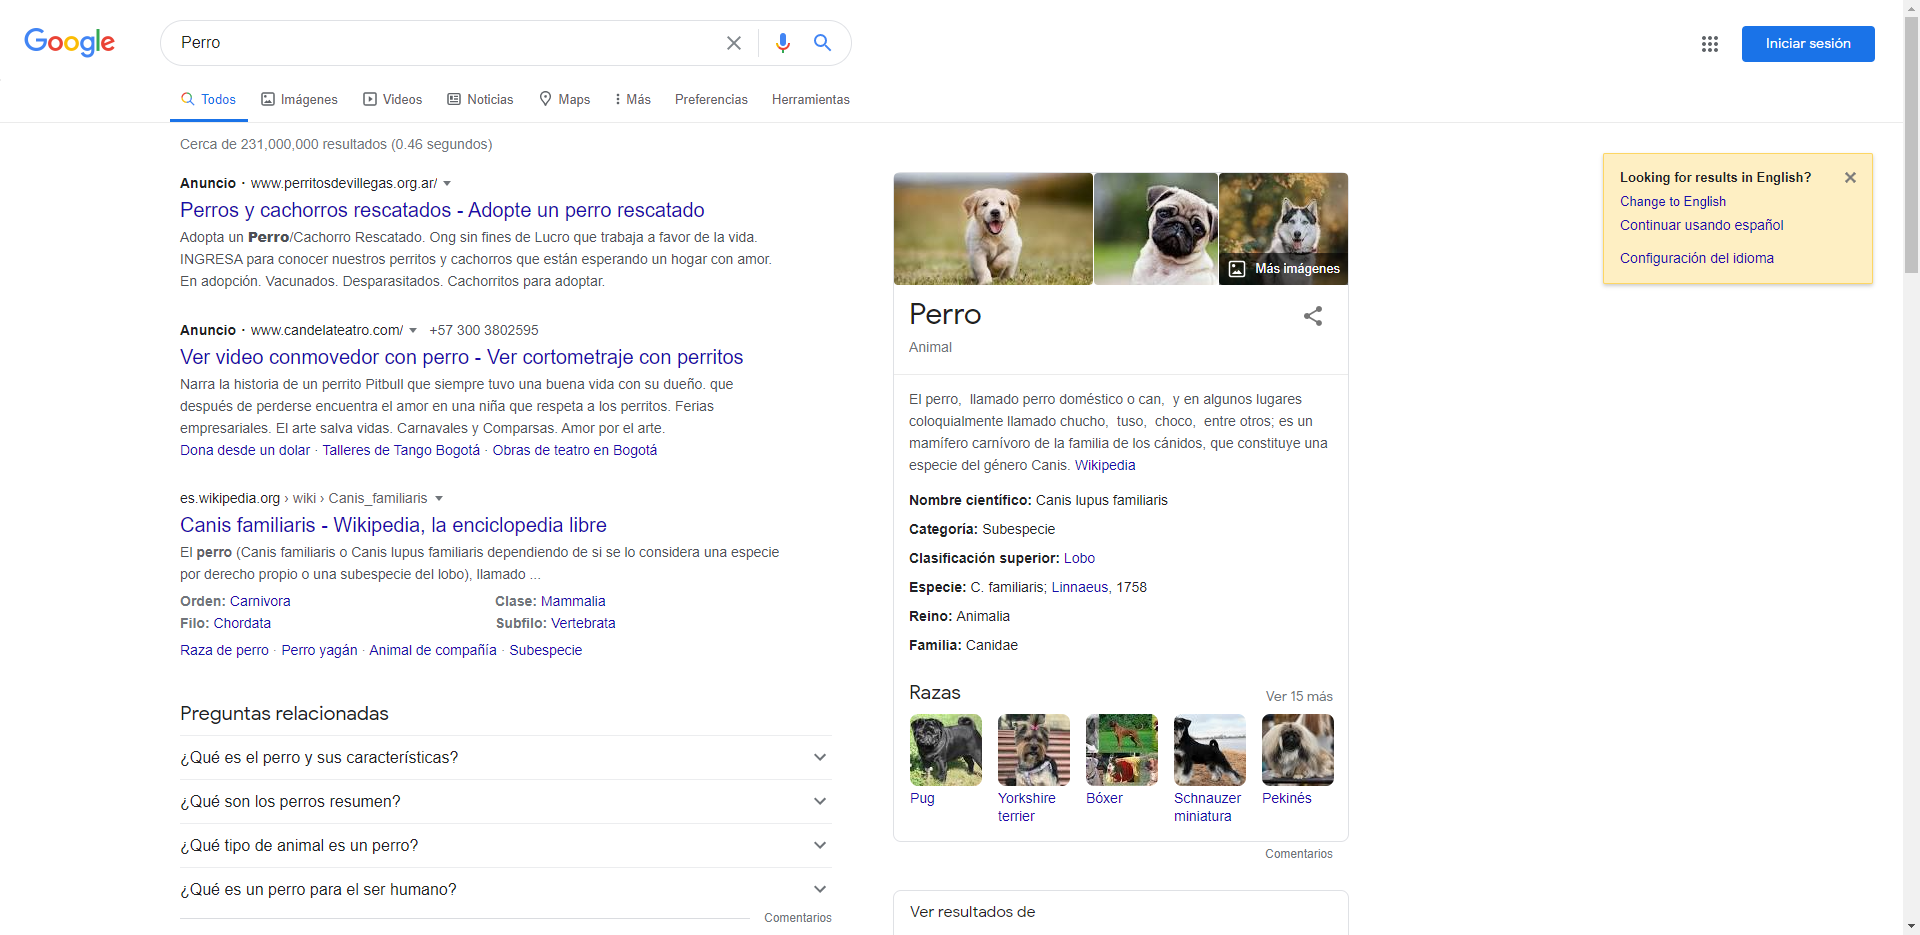 Google
Perro
Iniciar sesión
Todos
Imágenes
Videos
Noticias
Maps
Más
Preferencias
Herramientas
Cerca de 231,000,000 resultados (0.46 segundos)
Anuncio · www.perritosdevillegas.org.ar/
Perros y cachorros rescatados - Adopte un perro rescatado
Adopta un Perro/Cachorro Rescatado. Ong sin fines de Lucro que trabaja a favor de la vida.
INGRESA para conocer nuestros perritos y cachorros que están esperando un hogar con amor.
En adopción. Vacunados. Desparasitados. Cachorritos para adoptar.
Anuncio · www.candelateatro.com/ +57 300 3802595
Ver video conmovedor con perro - Ver cortometraje con perritos
Narra la historia de un perrito Pitbull que siempre tuvo una buena vida con su dueño. que
después de perderse encuentra el amor en una niña que respeta a los perritos. Ferias
empresariales. El arte salva vidas. Carnavales y Comparsas. Amor por el arte.
Dona desde un dolar · Talleres de Tango Bogotá · Obras de teatro en Bogotá
es.wikipedia.org › wiki › Canis_familiaris
Canis familiaris - Wikipedia, la enciclopedia libre
El perro (Canis familiaris o Canis lupus familiaris dependiendo de si se lo considera una especie
por derecho propio o una subespecie del lobo), llamado ...
Orden: Carnivora
Clase: Mammalia
Filo: Chordata
Subfilo: Vertebrata
Raza de perro · Perro yagán · Animal de compañía · Subespecie
Preguntas relacionadas
¿Qué es el perro y sus características?
¿Qué son los perros resumen?
¿Qué tipo de animal es un perro?
¿Qué es un perro para el ser humano?
Comentarios
Más imágenes
Perro
Animal
El perro, llamado perro doméstico o can, y en algunos lugares
coloquialmente llamado chucho, tuso, choco, entre otros; es un
mamífero carnívoro de la familia de los cánidos, que constituye una
especie del género Canis. Wikipedia
Nombre científico: Canis lupus familiaris
Categoría: Subespecie
Clasificación superior: Lobo
Especie: C. familiaris; Linnaeus, 1758
Reino: Animalia
Familia: Canidae
Razas
Ver 15 más
Pug
Yorkshire
terrier
Bóxer
Schnauzer
miniatura
Pekinés
Comentarios
Ver resultados de
Looking for results in English?
Change to English
Continuar usando español
Configuración del idioma